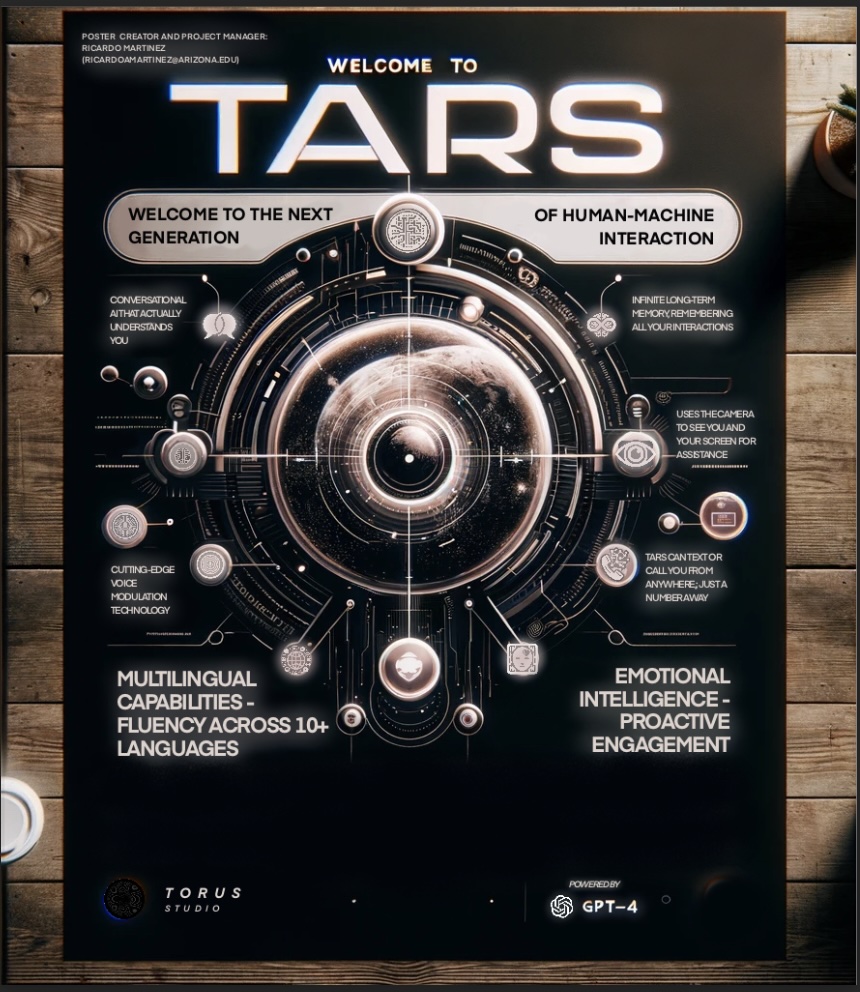 POSTER CREATOR AND PROJECT MANAGER:
RICARDO MARTINEZ
(RICARDOAMARTINEZ@ARIZONA.EDU)
WELCOME TO
TARS
WELCOME TO THE NEXT
GENERATION
OF HUMAN-MACHINE
INTERACTION
CONVERSATIONAL
AI THAT ACTUALLY
UNDERSTANDS
YOU
INFINITE LONG-TERM
MEMORY, REMEMBERING
ALL YOUR INTERACTIONS
USES THE CAMERA
TO SEE YOU AND
YOUR SCREEN FOR
ASSISTANCE
CUTTING-EDGE
VOICE
MODULATION
TECHNOLOGY
TARS CAN TEXT OR
CALL YOU FROM
ANYWHERE; JUST A
NUMBER AWAY
MULTILINGUAL
CAPABILITIES -
FLUENCY ACROSS 10+
LANGUAGES
EMOTIONAL
INTELLIGENCE -
PROACTIVE
ENGAGEMENT
TORUS
STUDIO
POWERED BY
GPT-4